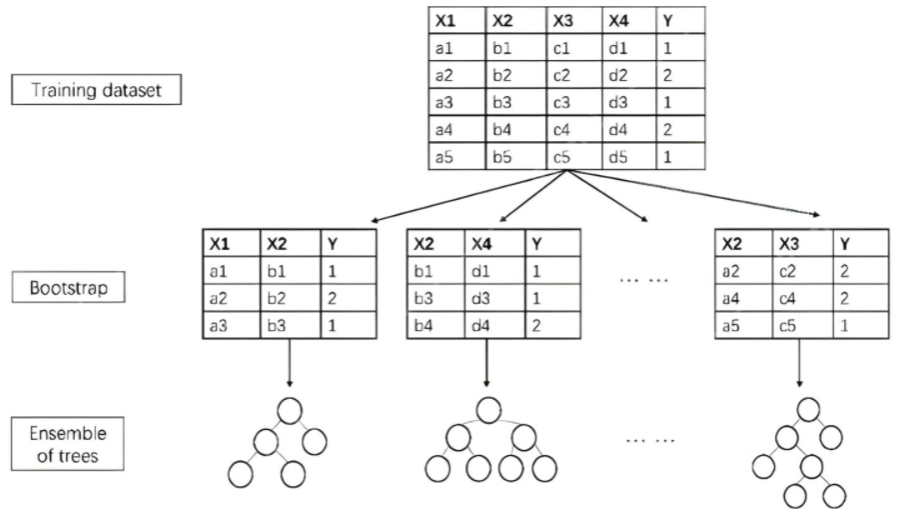 X1 X2 X3 X4 Y
a1 b1 c1 d1 1
a2 b2 c2 d2 2
Training dataset
a3 b3 c3 d3 1
a4 b4 c4 d4 2
a5 b5 c5 d5 1
X1 X2 Y
a1 b1 1
a2 b2 2
a3 b3 1
X2 X4 Y
b1 d1 1
b3 d3 1
b4 d4 2
... ...
X2 X3 Y
a2 c2 2
a4 c4 2
a5 c5 1
Bootstrap
Ensemble
of trees
... ...